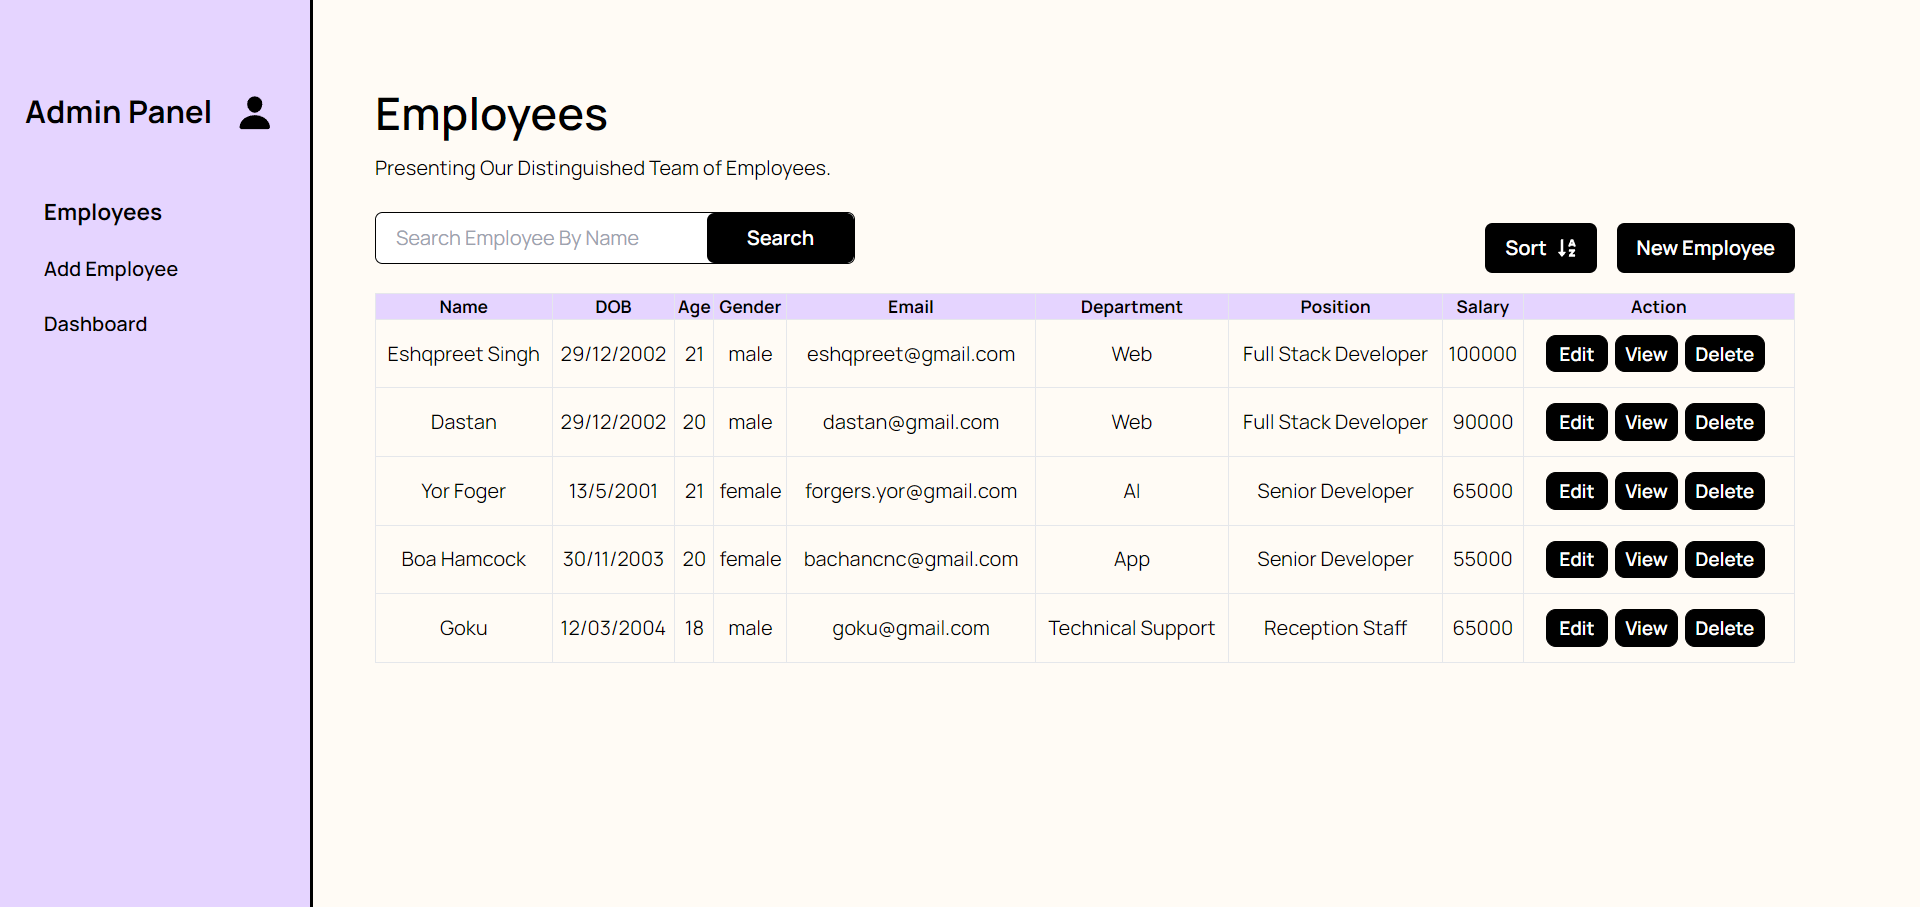 Admin Panel
Employees
Add Employee
Dashboard
Employees
Presenting Our Distinguished Team of Employees.
Search Employee By Name Search
Sort New Employee
Name DOB Age Gender Email Department Position Salary Action
Eshqpreet Singh 29/12/2002 21 male eshqpreet@gmail.com Web Full Stack Developer 100000 Edit View Delete
Dastan 29/12/2002 20 male dastan@gmail.com Web Full Stack Developer 90000 Edit View Delete
Yor Foger 13/5/2001 21 female forgers.yor@gmail.com AI Senior Developer 65000 Edit View Delete
Boa Hamcock 30/11/2003 20 female bachancnc@gmail.com App Senior Developer 55000 Edit View Delete
Goku 12/03/2004 18 male goku@gmail.com Technical Support Reception Staff 65000 Edit View Delete